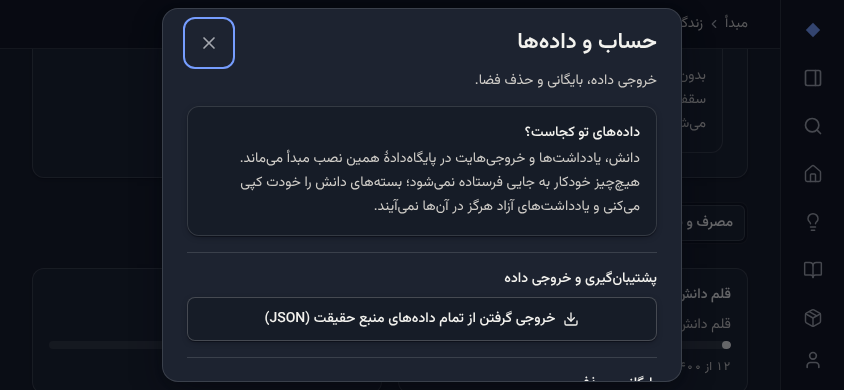 مبدأ
حساب و داده‌ها
خروجی داده، بایگانی و حذف فضا.
داده‌های تو کجاست؟
دانش، یادداشت‌ها و خروجی‌هایت در پایگاه‌دادهٔ همین نصب مبدأ می‌ماند.
هیچ‌چیز خودکار به جایی فرستاده نمی‌شود؛ بسته‌های دانش را خودت کپی
می‌کنی و یادداشت‌های آزاد هرگز در آن‌ها نمی‌آیند.
پشتیبان‌گیری و خروجی داده
خروجی گرفتن از تمام داده‌های منبع حقیقت (JSON)
بدون
مصرف و
قلم دانش
قلم دانش
۱۲ از